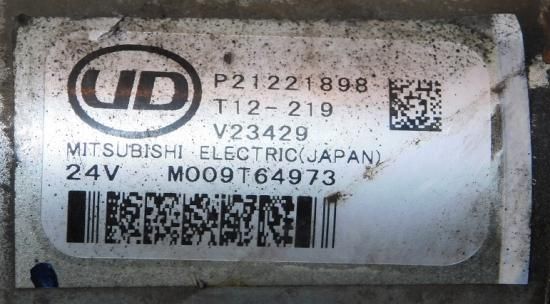 UD
P21221898
T12-219
V23429
MITSUBISHI ELECTRIC(JAPAN)
24V M009T64973